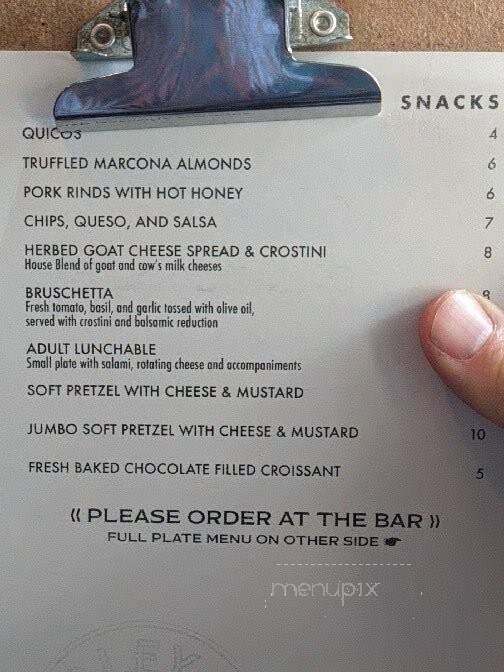 SNACKS
QUICOS 4
TRUFFLED MARCONA ALMONDS 6
PORK RINDS WITH HOT HONEY 6
CHIPS, QUESO, AND SALSA 7
HERBED GOAT CHEESE SPREAD & CROSTINI 8
House Blend of goat and cow's milk cheeses
BRUSCHETTA
Fresh tomato, basil, and garlic tossed with olive oil,
served with crostini and balsamic reduction
ADULT LUNCHABLE
Small plate with salami, rotating cheese and accompaniments
SOFT PRETZEL WITH CHEESE & MUSTARD
JUMBO SOFT PRETZEL WITH CHEESE & MUSTARD 10
FRESH BAKED CHOCOLATE FILLED CROISSANT 5
⟪ PLEASE ORDER AT THE BAR ⟫
FULL PLATE MENU ON OTHER SIDE ☛
menupix